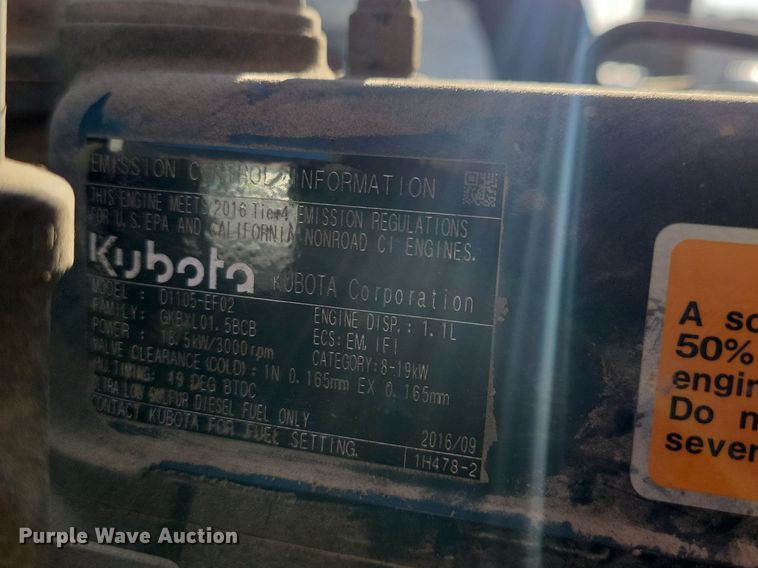 EMISSION CONTROL INFORMATION
THIS ENGINE MEETS 2016 Tier4 EMISSION REGULATIONS
FOR U.S. EPA AND CALIFORNIA NONROAD CI ENGINES.
Kubota KUBOTA Corporation
MODEL : D1105-EF02
ENGINE DISP.: 1.1L
FAMILY: GKBXL01.5BCB
ECS: EM, IFI
POWER : 18.5kW/3000rpm
CATEGORY: 8-19kW
VALVE CLEARANCE (COLD) : IN 0.165mm EX 0.165mm
TIMING: 19 DEG BTDC
ULTRA LOW SULFUR DIESEL FUEL ONLY
2016/09
CONTACT KUBOTA FOR FUEL SETTING.
1H478-2
A so
50%
engin
Do n
sever
Purple Wave Auction